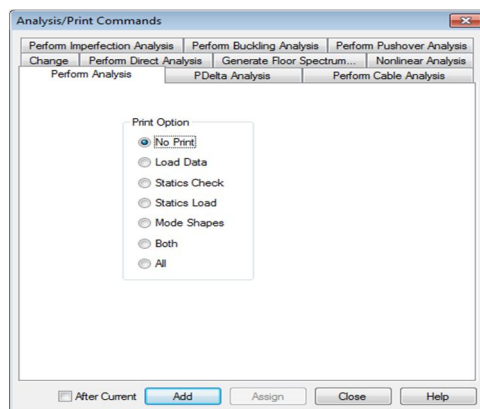 Analysis/Print Commands
Perform Imperfection Analysis Perform Buckling Analysis Perform Pushover Analysis
Change Perform Direct Analysis Generate Floor Spectrum... Nonlinear Analysis
Perform Analysis PDelta Analysis Perform Cable Analysis
Print Option
No Print
Load Data
Statics Check
Statics Load
Mode Shapes
Both
All
After Current Add Assign Close Help